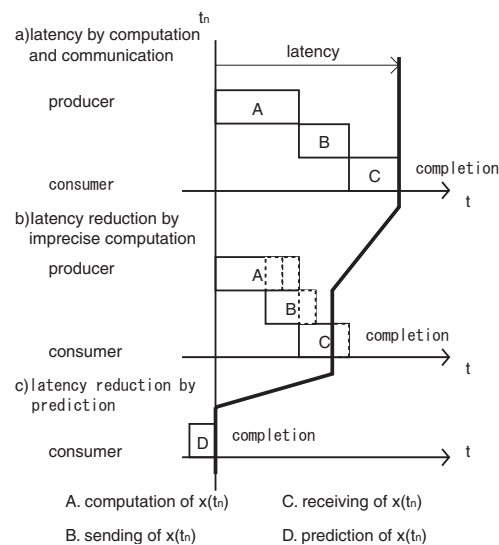 tn
a)latency by computation
and communication
latency
producer
A
B
C
completion
consumer
t
b)latency reduction by
imprecise computation
producer
A
B
C
completion
consumer
t
c)latency reduction by
prediction
D
completion
consumer
t
A. computation of x(tn)
C. receiving of x(tn)
B. sending of x(tn)
D. prediction of x(tn)